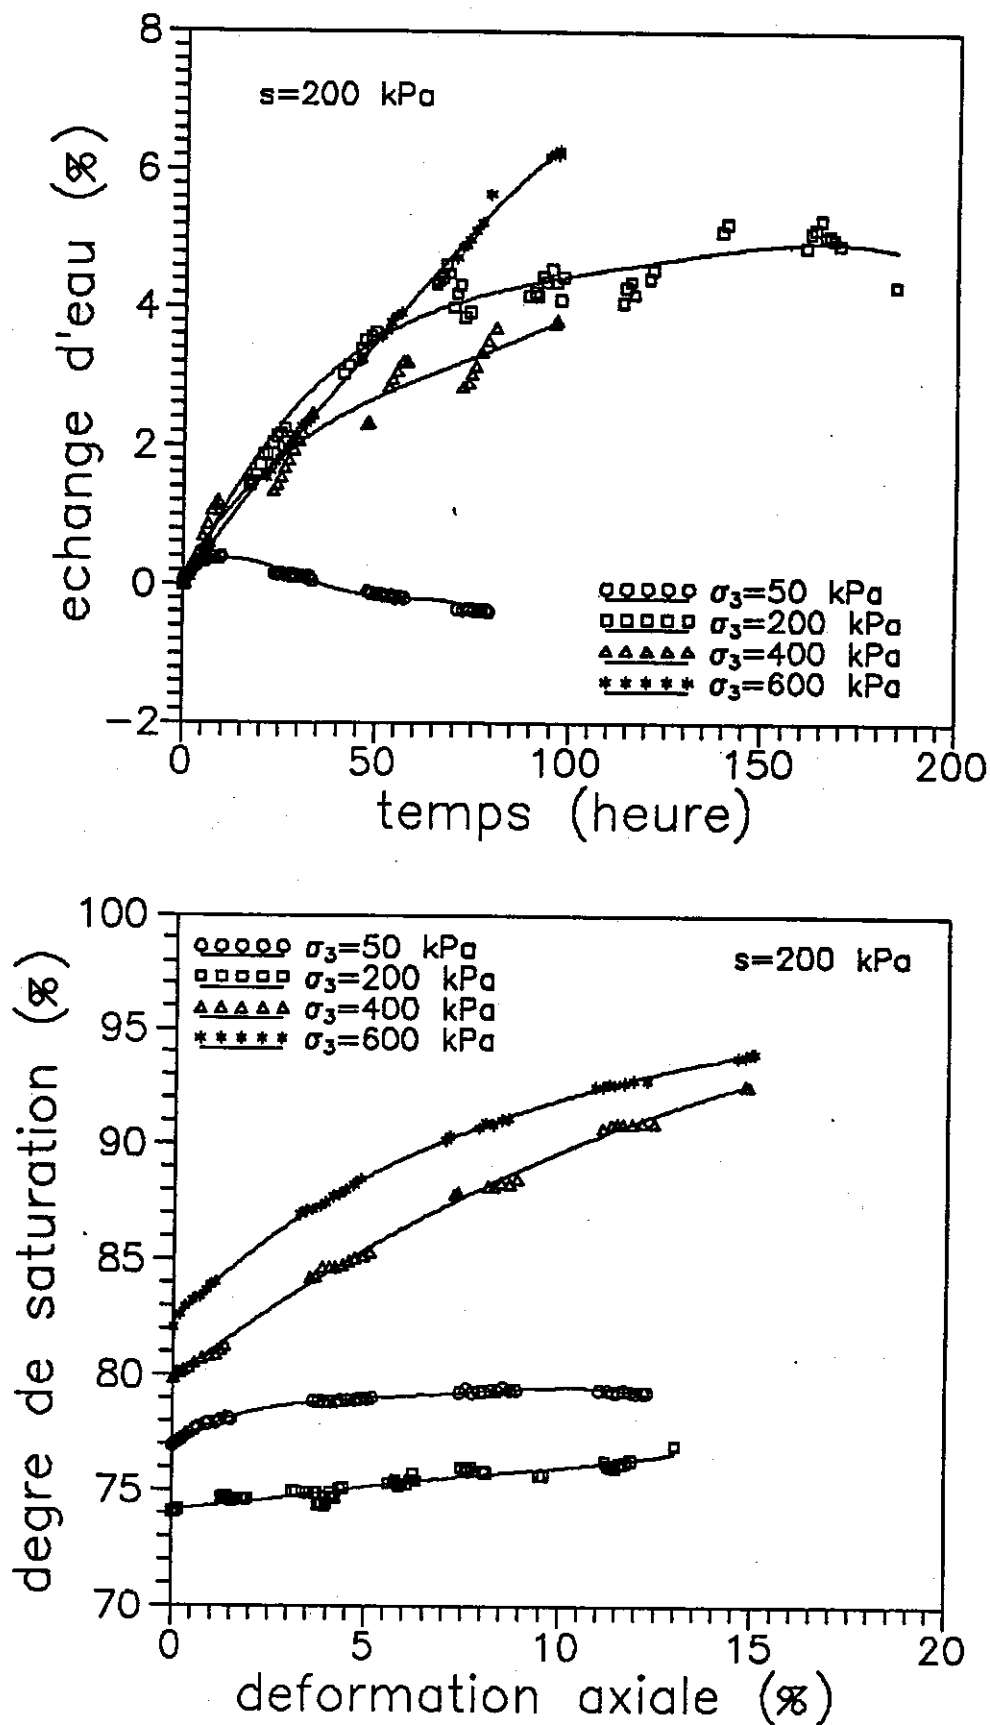 8
6
4
2
0
−2
echange d'eau (%)
s=200 kPa
σ₃=50 kPa
σ₃=200 kPa
σ₃=400 kPa
σ₃=600 kPa
0 50 100 150 200
temps (heure)
100
95
90
85
80
75
70
degre de saturation (%)
σ₃=50 kPa
σ₃=200 kPa
σ₃=400 kPa
σ₃=600 kPa
s=200 kPa
0 5 10 15 20
deformation axiale (%)